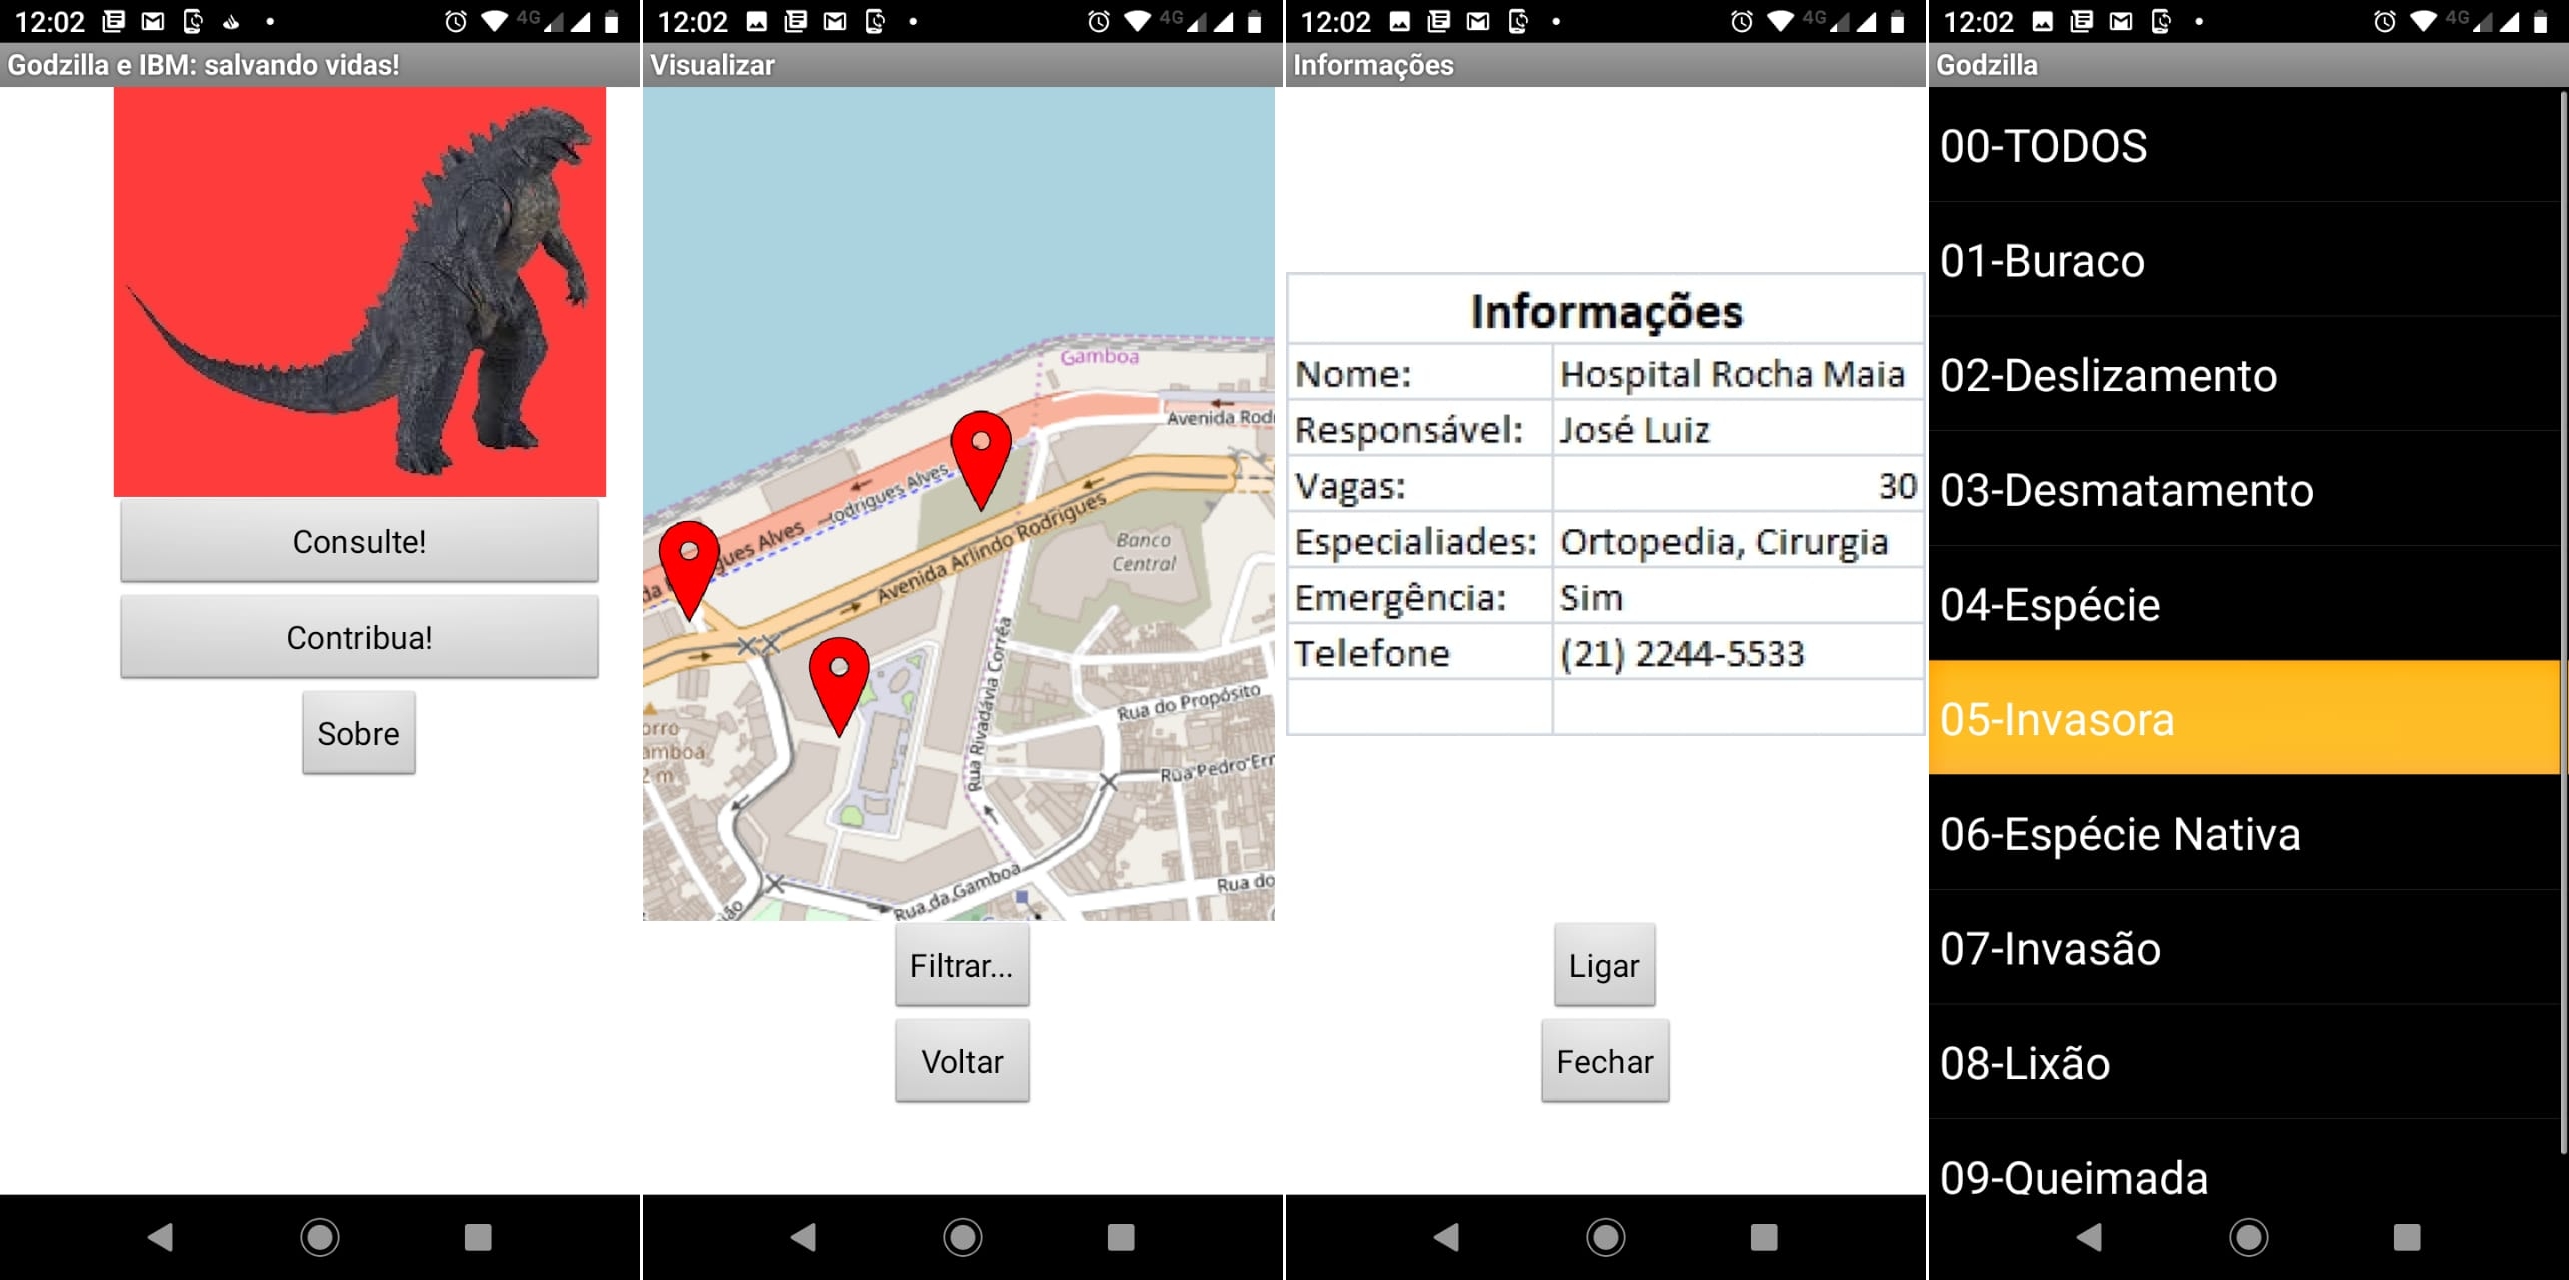 12:02
4G
Godzilla e IBM: salvando vidas!
Consulte!
Contribua!
Sobre
12:02
4G
Visualizar
Gamboa
Avenida Rod
odrigues Alves
gues Alves
da
Avenida Arlindo Rodrigues
Banco
Central
Rua Rivadávia Corrêa
Rua do Propósito
orro
amboa
2 m
Rua Pedro Err
Rua da Gamboa
Rua do
ão
Filtrar...
Voltar
12:02
4G
Informações
Informações
Nome: Hospital Rocha Maia
Responsável: José Luiz
Vagas: 30
Especialiades: Ortopedia, Cirurgia
Emergência: Sim
Telefone (21) 2244-5533
Ligar
Fechar
12:02
4G
Godzilla
00-TODOS
01-Buraco
02-Deslizamento
03-Desmatamento
04-Espécie
05-Invasora
06-Espécie Nativa
07-Invasão
08-Lixão
09-Queimada